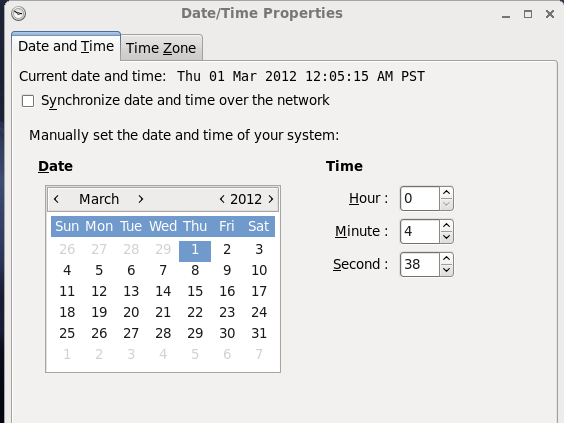 Date/Time Properties
Date and Time Time Zone
Current date and time: Thu 01 Mar 2012 12:05:15 AM PST
Synchronize date and time over the network
Manually set the date and time of your system:
Date Time
< March > < 2012 >
Sun Mon Tue Wed Thu Fri Sat
26 27 28 29 1 2 3
4 5 6 7 8 9 10
11 12 13 14 15 16 17
18 19 20 21 22 23 24
25 26 27 28 29 30 31
1 2 3 4 5 6 7
Hour : 0
Minute : 4
Second : 38